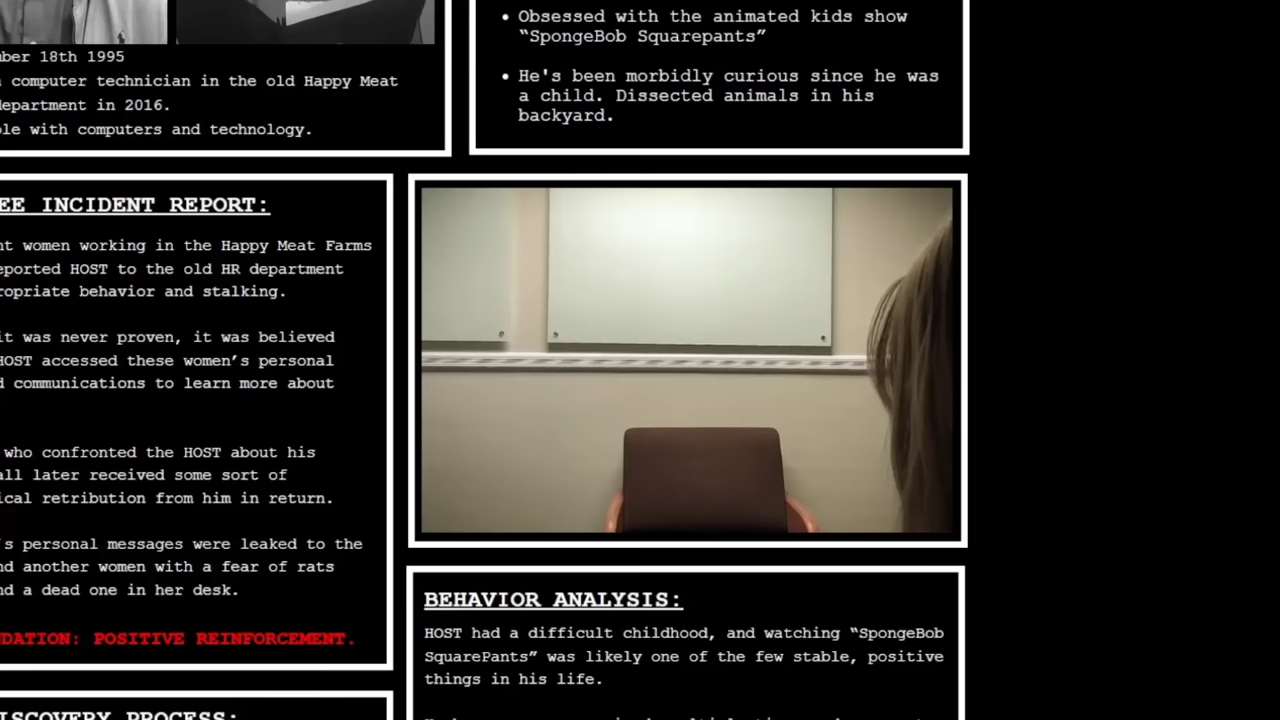 ber 18th 1995
computer technician in the old Happy Meat
department in 2016.
with computers and technology.
• Obsessed with the animated kids show
“SpongeBob Squarepants”
• He's been morbidly curious since he was
a child. Dissected animals in his
backyard.
EE INCIDENT REPORT:
nt women working in the Happy Meat Farms
eported HOST to the old HR department
ropriate behavior and stalking.
it was never proven, it was believed
HOST accessed these women’s personal
d communications to learn more about
who confronted the HOST about his
all later received some sort of
ical retribution from him in return.
’s personal messages were leaked to the
nd another women with a fear of rats
nd a dead one in her desk.
NDATION: POSITIVE REINFORCEMENT.
ISCOVERY PROCESS:
BEHAVIOR ANALYSIS:
HOST had a difficult childhood, and watching “SpongeBob
SquarePants” was likely one of the few stable, positive
things in his life.